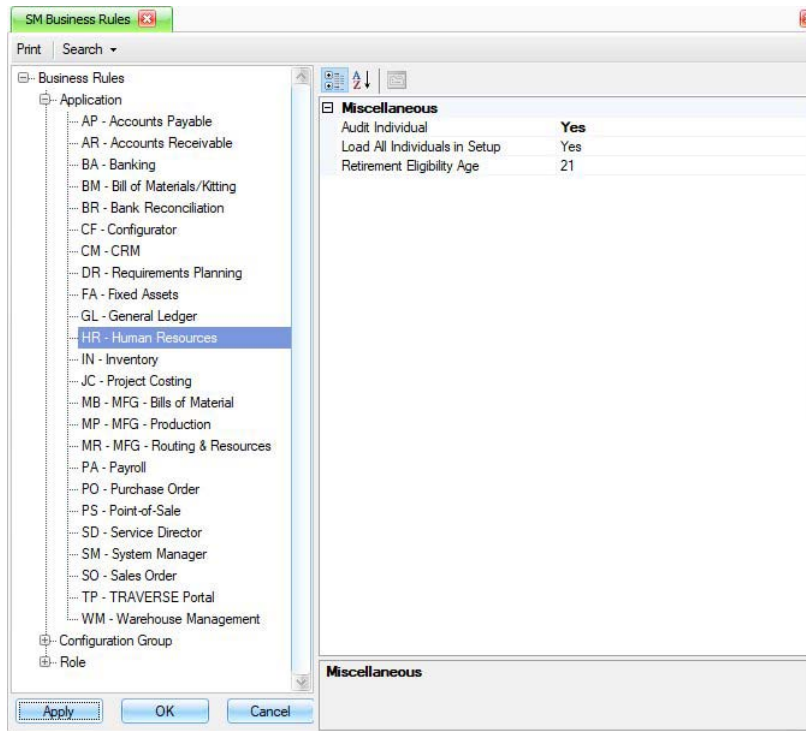 SM Business Rules
Print Search
Business Rules
Application
AP - Accounts Payable
AR - Accounts Receivable
BA - Banking
BM - Bill of Materials/Kitting
BR - Bank Reconciliation
CF - Configurator
CM - CRM
DR - Requirements Planning
FA - Fixed Assets
GL - General Ledger
HR - Human Resources
IN - Inventory
JC - Project Costing
MB - MFG - Bills of Material
MP - MFG - Production
MR - MFG - Routing & Resources
PA - Payroll
PO - Purchase Order
PS - Point-of-Sale
SD - Service Director
SM - System Manager
SO - Sales Order
TP - TRAVERSE Portal
WM - Warehouse Management
Configuration Group
Role
Apply OK Cancel
Miscellaneous
Audit Individual Yes
Load All Individuals in Setup Yes
Retirement Eligibility Age 21
Miscellaneous